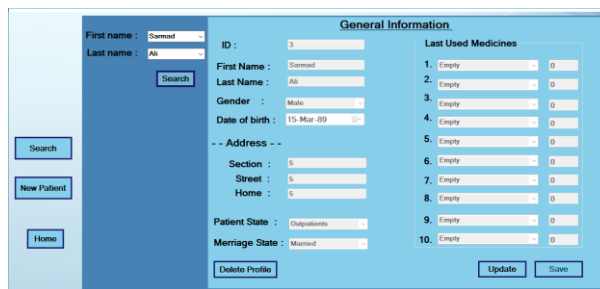 Search
New Patient
Home
First name : Sarmad
Last name : Ali
Search
General Information
ID : 3
First Name : Sarmad
Last Name : Ali
Gender : Male
Date of birth : 15-Mar-89
- - Address - -
Section : 5
Street : 5
Home : 5
Patient State : Outpatients
Merriage State : Married
Delete Profile
Last Used Medicines
1. Empty 0
2. Empty 0
3. Empty 0
4. Empty 0
5. Empty 0
6. Empty 0
7. Empty 0
8. Empty 0
9. Empty 0
10. Empty 0
Update
Save